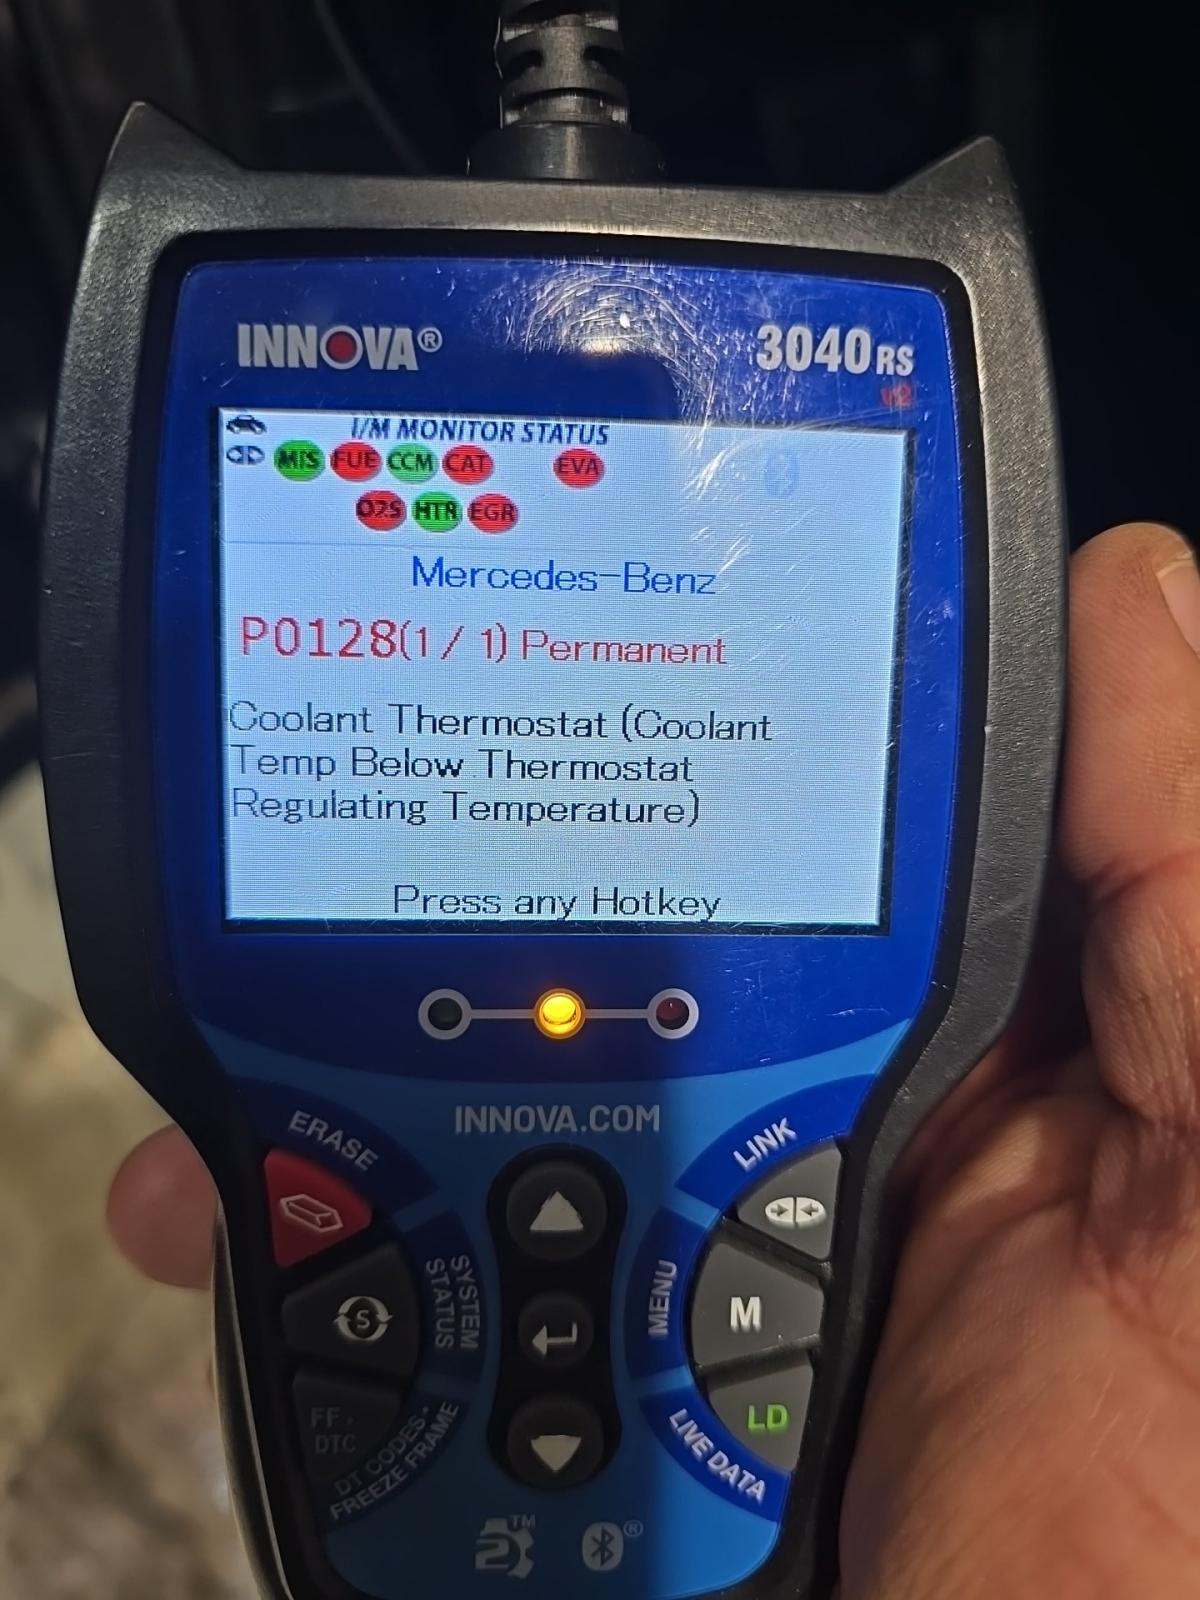 INNOVA®
3040RS
v2
I/M MONITOR STATUS
MIS FUE CCM CAT EVA
O2S HTR EGR
Mercedes-Benz
P0128(1 / 1) Permanent
Coolant Thermostat (Coolant
Temp Below Thermostat
Regulating Temperature)
Press any Hotkey
INNOVA.COM
ERASE
LINK
SYSTEM
STATUS
S
MENU
M
FF.
DTC
DT CODES-
FREEZE FRAME
LD
LIVE DATA
2 ™
®